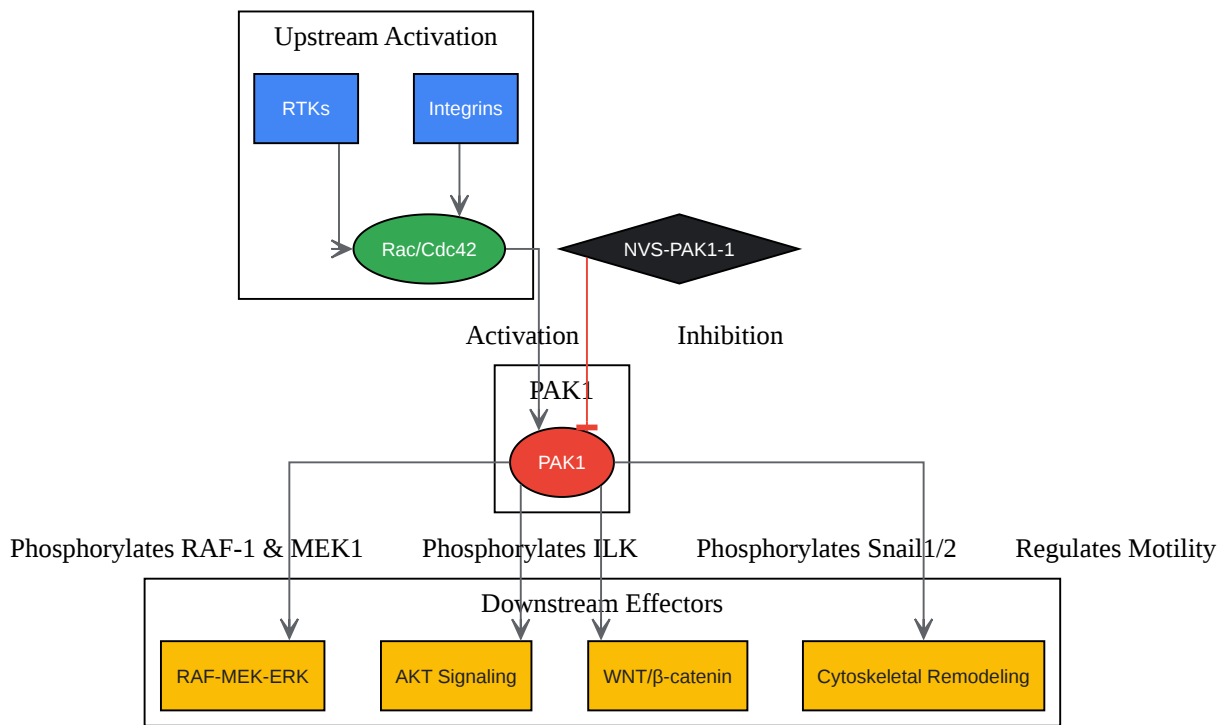 Upstream Activation
RTKs
Integrins
Rac/Cdc42
NVS-PAK1-1
Activation
Inhibition
PAK1
PAK1
Phosphorylates RAF-1 & MEK1
Phosphorylates ILK
Phosphorylates Snail1/2
Regulates Motility
Downstream Effectors
RAF-MEK-ERK
AKT Signaling
WNT/β-catenin
Cytoskeletal Remodeling